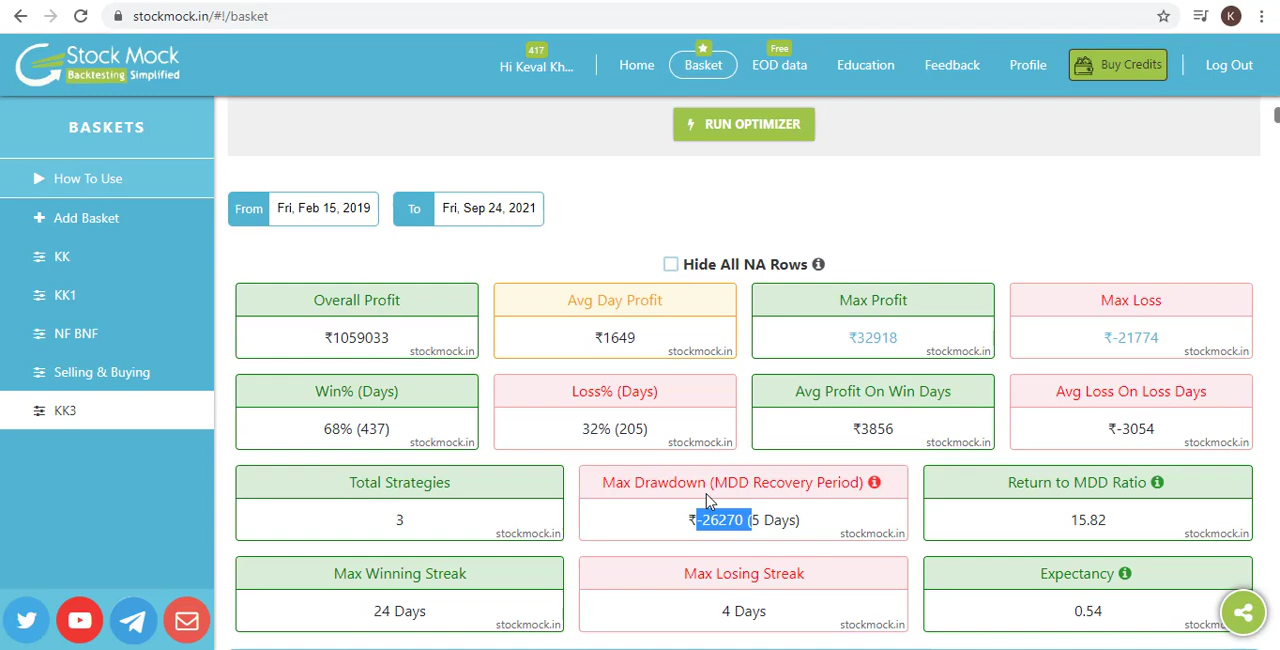 stockmock.in/#!/basket
K
Stock Mock
Backtesting Simplified
417
Hi Keval Kh...
Home
Basket
Free
EOD data
Education
Feedback
Profile
Buy Credits
Log Out
BASKETS
How To Use
Add Basket
KK
KK1
NF BNF
Selling & Buying
KK3
RUN OPTIMIZER
From Fri, Feb 15, 2019 To Fri, Sep 24, 2021
Hide All NA Rows
Overall Profit
₹1059033
stockmock.in
Avg Day Profit
₹1649
stockmock.in
Max Profit
₹32918
stockmock.in
Max Loss
₹-21774
stockmock.in
Win% (Days)
68% (437)
stockmock.in
Loss% (Days)
32% (205)
stockmock.in
Avg Profit On Win Days
₹3856
stockmock.in
Avg Loss On Loss Days
₹-3054
stockmock.in
Total Strategies
3
stockmock.in
Max Drawdown (MDD Recovery Period)
₹-26270 (5 Days)
stockmock.in
Return to MDD Ratio
15.82
stockmock.in
Max Winning Streak
24 Days
stockmock.in
Max Losing Streak
4 Days
stockmock.in
Expectancy
0.54
stockm